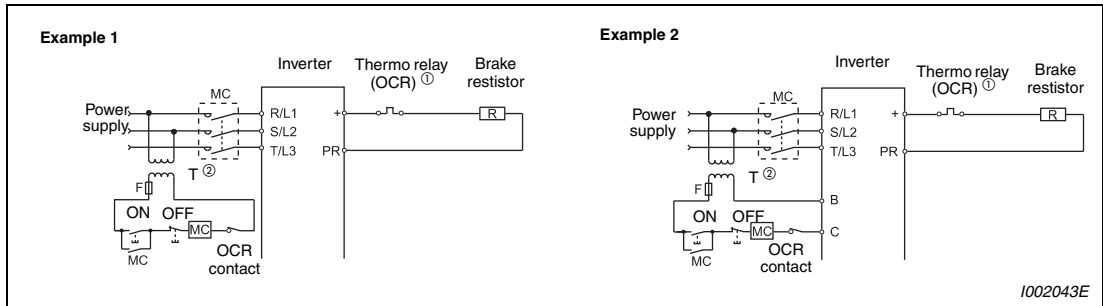 Example 1
Inverter
Thermo relay
(OCR) ①
Brake
restistor
MC
Power
supply
R/L1
S/L2
T/L3
+
PR
R
T ②
F
ON
OFF
MC
MC
OCR
contact
Example 2
Inverter
Thermo relay
(OCR) ①
Brake
restistor
MC
Power
supply
R/L1
S/L2
T/L3
+
PR
R
T ②
F
B
ON
OFF
MC
C
MC
OCR
contact
I002043E